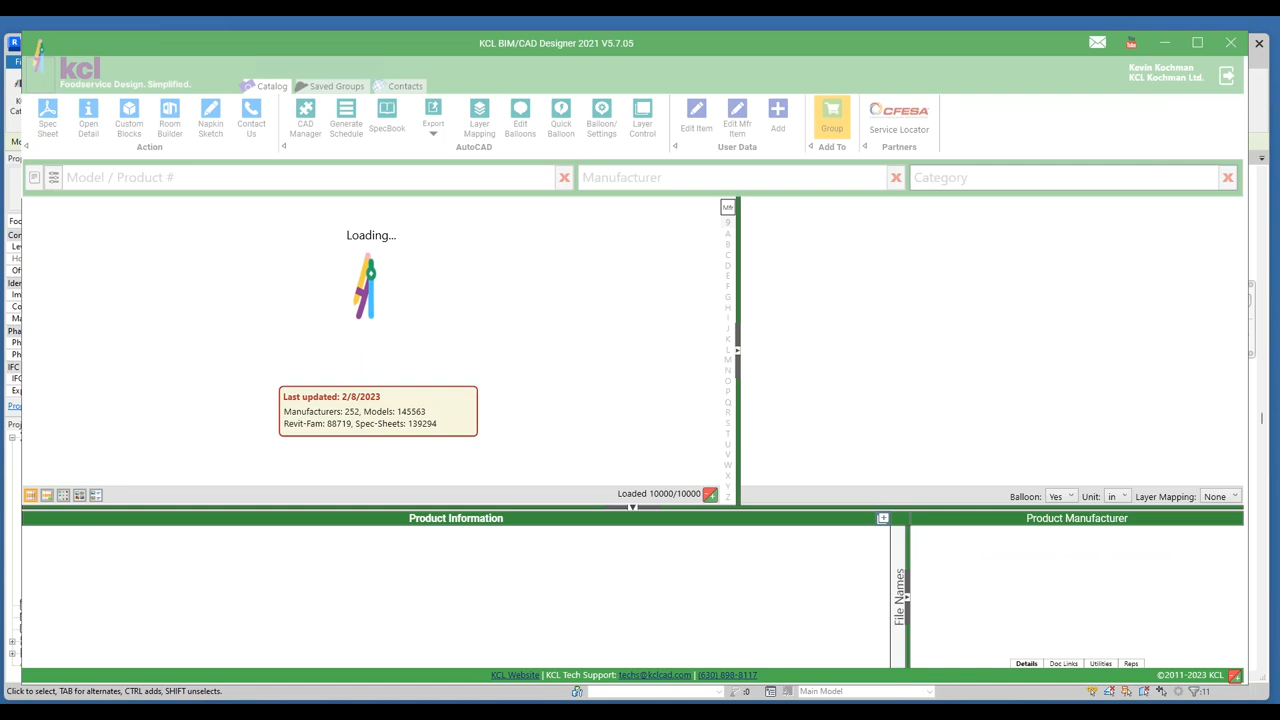 KCL BIM/CAD Designer 2021 V5.7.05
kcl
Foodservice Design. Simplified.
Catalog
Saved Groups
Contacts
Kevin Kochman
KCL Kochman Ltd.
Spec Sheet
Open Detail
Custom Blocks
Room Builder
Napkin Sketch
Contact Us
Action
CAD Manager
Generate Schedule
SpecBook
Export
Layer Mapping
Edit Balloons
Quick Balloon
Balloon/ Settings
Layer Control
AutoCAD
Edit Item
Edit Mfr Item
Add
User Data
Group
Add To
CFESA
Service Locator
Partners
Model / Product #
Manufacturer
Category
Loading...
Last updated: 2/8/2023
Manufacturers: 252, Models: 145563
Revit-Fam: 88719, Spec-Sheets: 139294
Mfr
9
A
B
C
D
E
F
G
H
I
J
K
L
M
N
O
P
Q
R
S
T
U
V
W
X
Y
Z
Loaded 10000/10000
Balloon: Yes
Unit: in
Layer Mapping: None
Product Information
Product Manufacturer
File Names
Details
Doc Links
Utilities
Reps
KCL Website | KCL Tech Support: techs@kclcad.com | (630) 898-8117
©2011-2023 KCL
Click to select, TAB for alternates, CTRL adds, SHIFT unselects.
:0
Main Model
:11